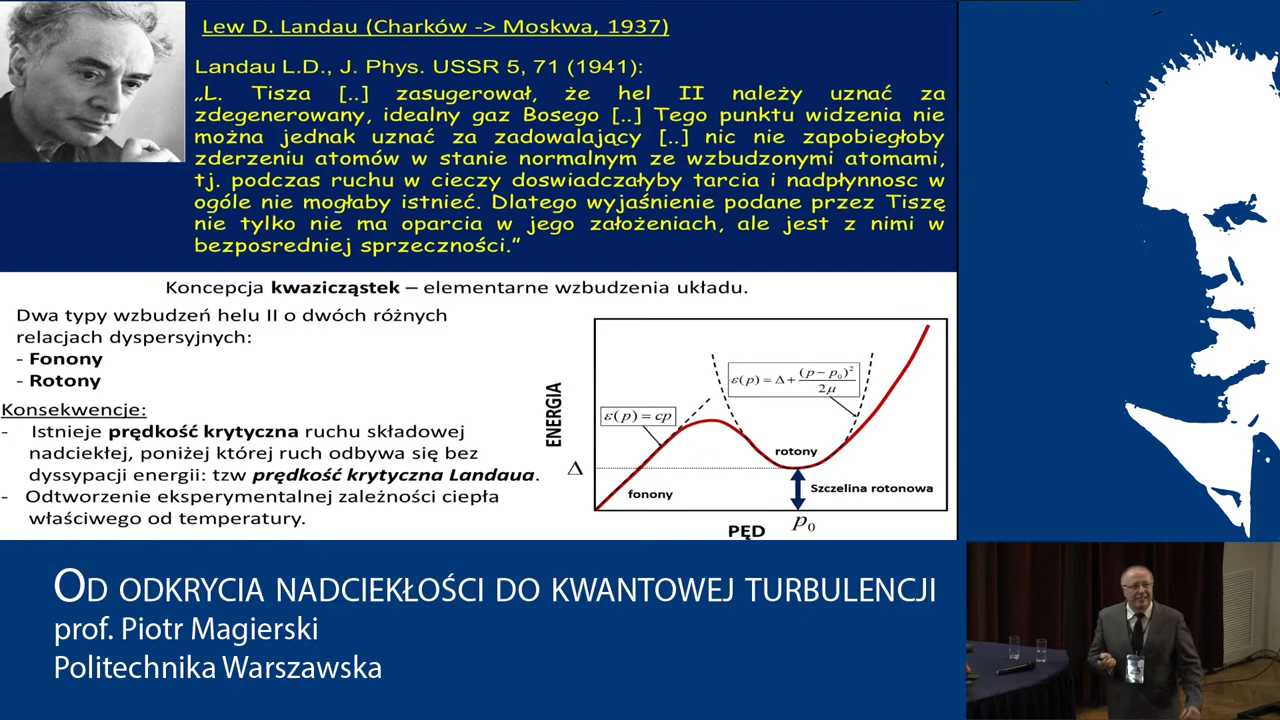 Lew D. Landau (Charków -> Moskwa, 1937)
Landau L.D., J. Phys. USSR 5, 71 (1941):
„L. Tisza [..] zasugerował, że hel II należy uznać za
zdegenerowany, idealny gaz Bosego [..] Tego punktu widzenia nie
można jednak uznać za zadowalający [..] nic nie zapobiegłoby
zderzeniu atomów w stanie normalnym ze wzbudzonymi atomami,
tj. podczas ruchu w cieczy doswiadczałyby tarcia i nadpłynnosc w
ogóle nie mogłaby istnieć. Dlatego wyjaśnienie podane przez Tiszę
nie tylko nie ma oparcia w jego założeniach, ale jest z nimi w
bezposredniej sprzeczności.”
Koncepcja kwazicząstek – elementarne wzbudzenia układu.
Dwa typy wzbudzeń helu II o dwóch różnych
relacjach dyspersyjnych:
- Fonony
- Rotony
Konsekwencje:
- Istnieje prędkość krytyczna ruchu składowej
nadciekłej, poniżej której ruch odbywa się bez
dyssypacji energii: tzw prędkość krytyczna Landaua.
- Odtworzenie eksperymentalnej zależności ciepła
właściwego od temperatury.
ENERGIA
Δ
ε(p) = cp
ε(p) = Δ + (p − p₀)² / 2μ
rotony
fonony
Szczelina rotonowa
p₀
PĘD
OD ODKRYCIA NADCIEKŁOŚCI DO KWANTOWEJ TURBULENCJI
prof. Piotr Magierski
Politechnika Warszawska